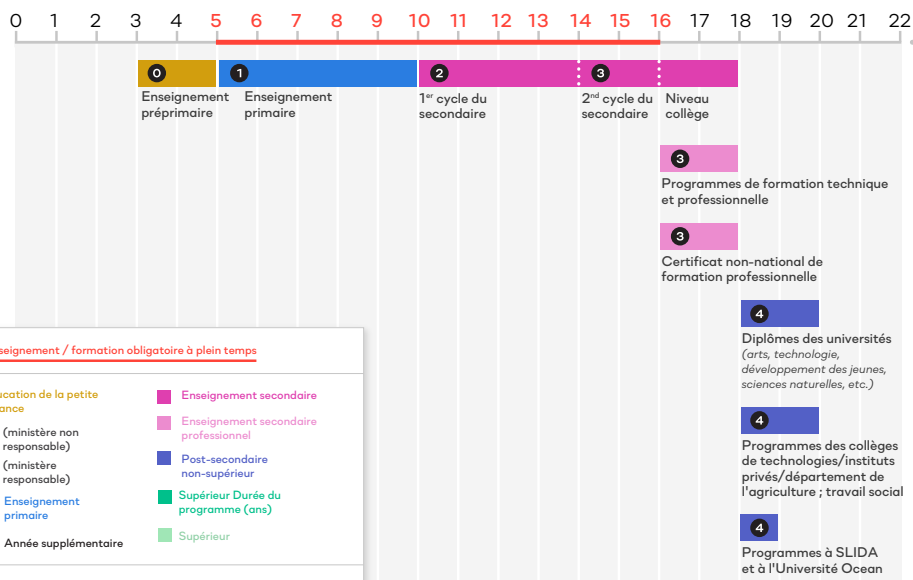 0 1 2 3 4 5 6 7 8 9 10 11 12 13 14 15 16 17 18 19 20 21 22
0 1 2 3
Enseignement
préprimaire
Enseignement
primaire
1er cycle du
secondaire
2nd cycle du
secondaire
Niveau
collège
3
Programmes de formation technique
et professionnelle
3
Certificat non-national de
formation professionnelle
4
Diplômes des universités
(arts, technologie,
développement des jeunes,
sciences naturelles, etc.)
4
Programmes des collèges
de technologies/instituts
privés/département de
l'agriculture ; travail social
4
Programmes à SLIDA
et à l'Université Ocean
seignement / formation obligatoire à plein temps
ucation de la petite
ance
(ministère non
responsable)
(ministère
responsable)
Enseignement
primaire
Année supplémentaire
Enseignement secondaire
Enseignement secondaire
professionnel
Post-secondaire
non-supérieur
Supérieur Durée du
programme (ans)
Supérieur